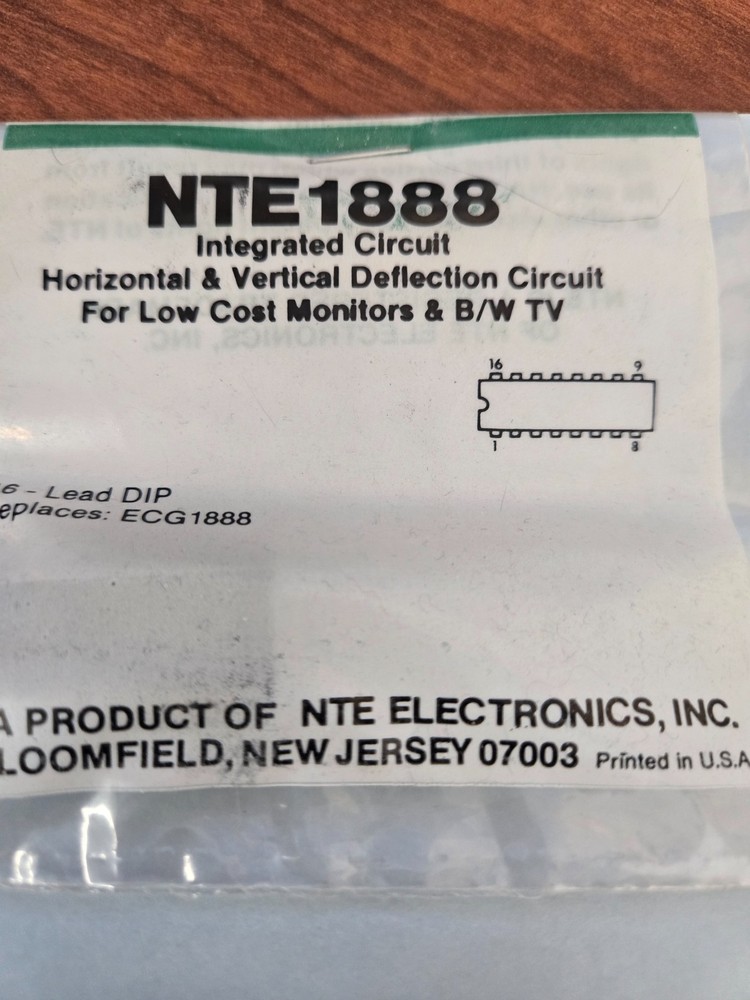 NTE1888
Integrated Circuit
Horizontal & Vertical Deflection Circuit
For Low Cost Monitors & B/W TV
16 9
1 8
6 - Lead DIP
eplaces: ECG1888
A PRODUCT OF NTE ELECTRONICS, INC.
LOOMFIELD, NEW JERSEY 07003 Printed in U.S.A